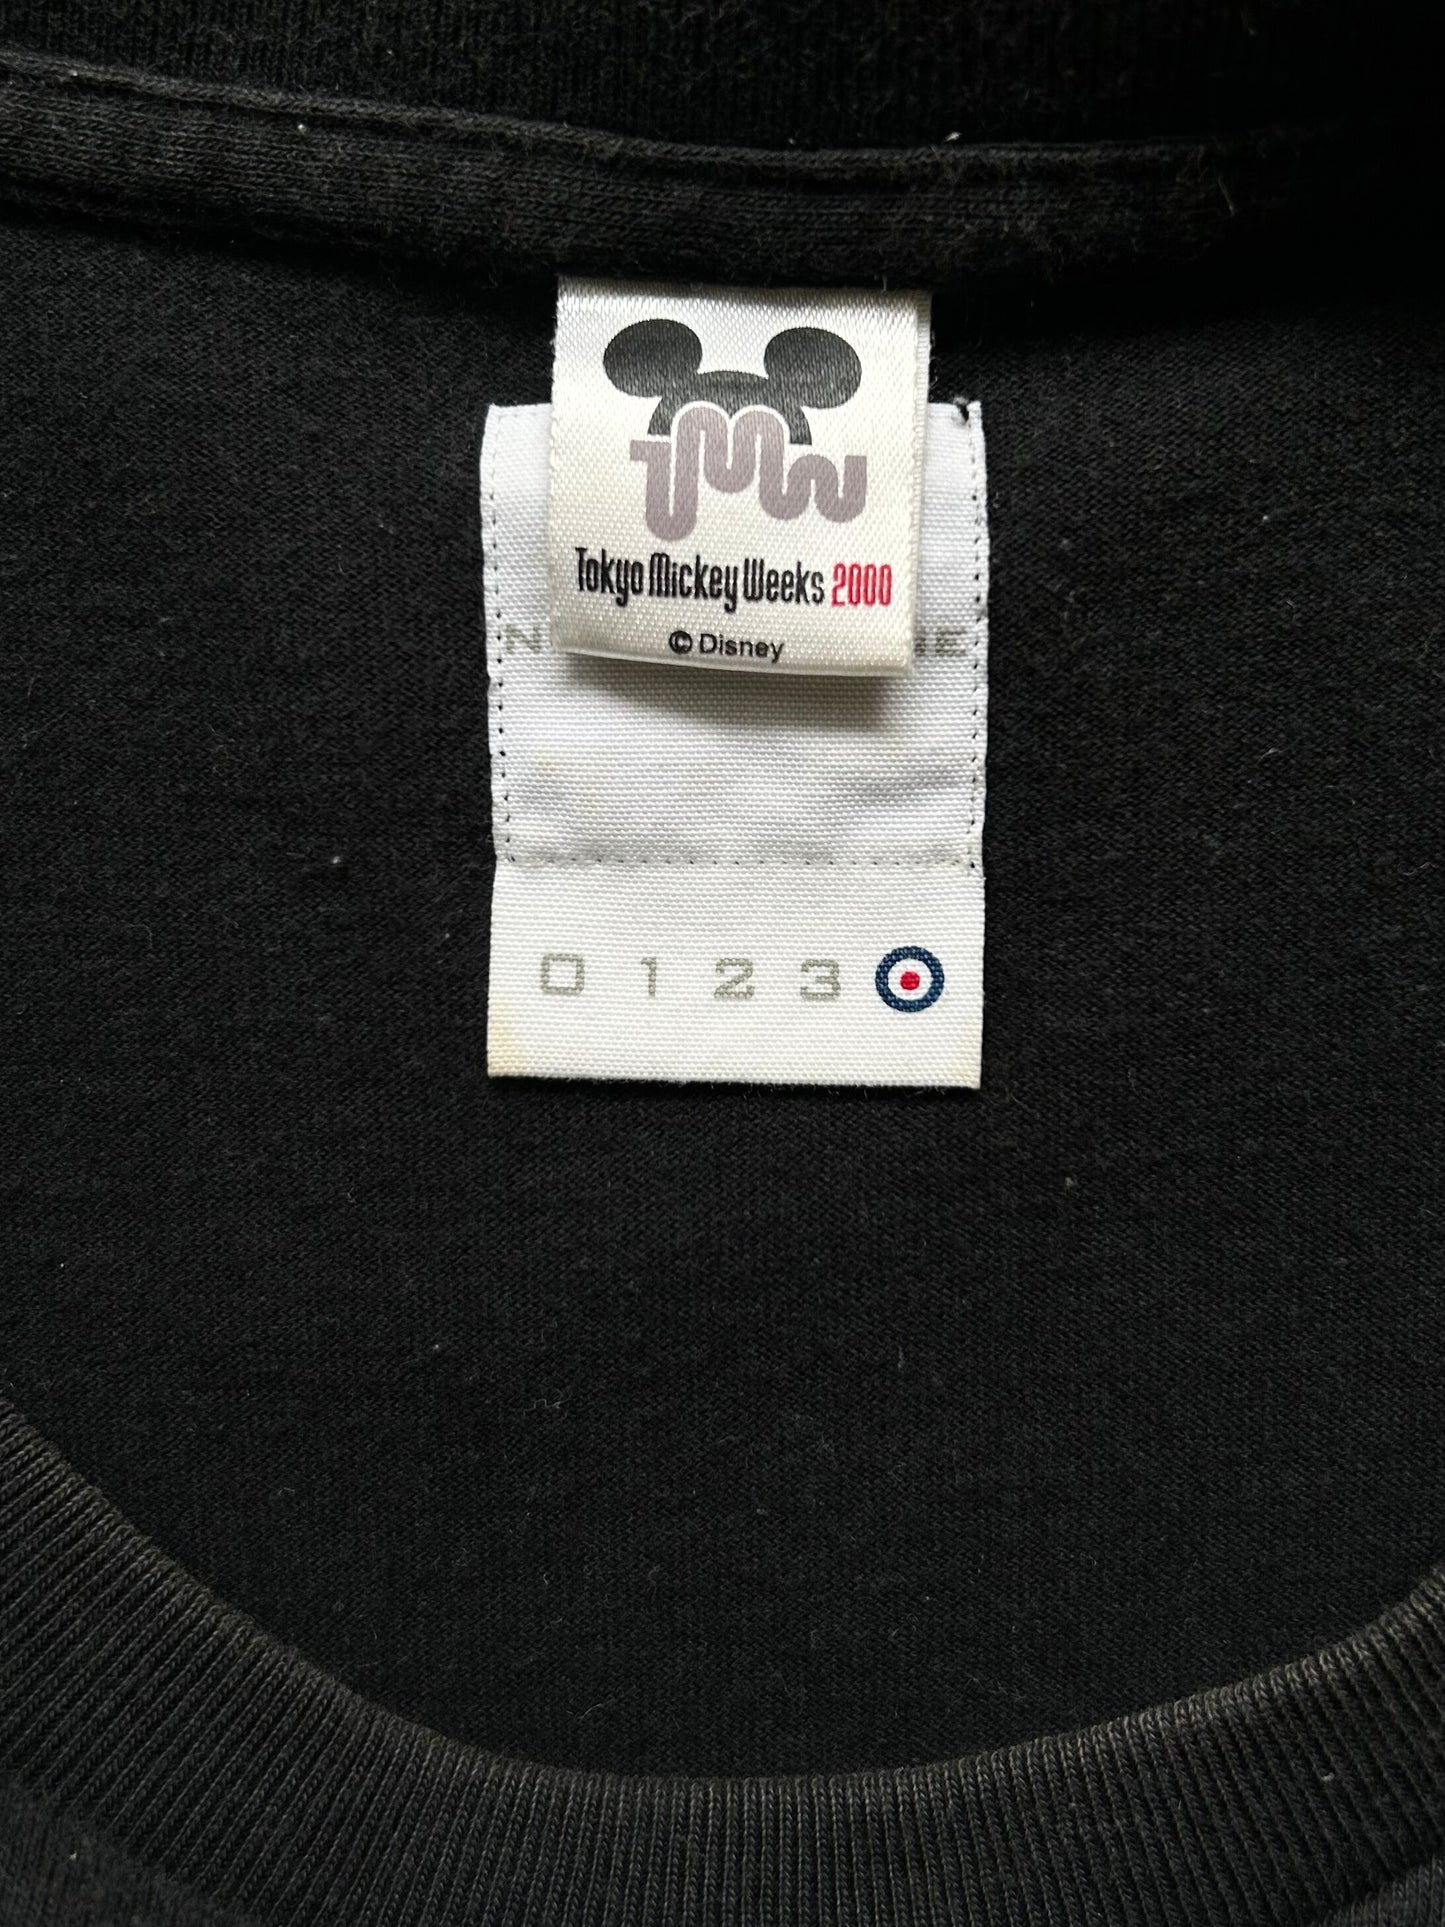 TMW
Tokyo Mickey Weeks 2000
© Disney
0 1 2 3